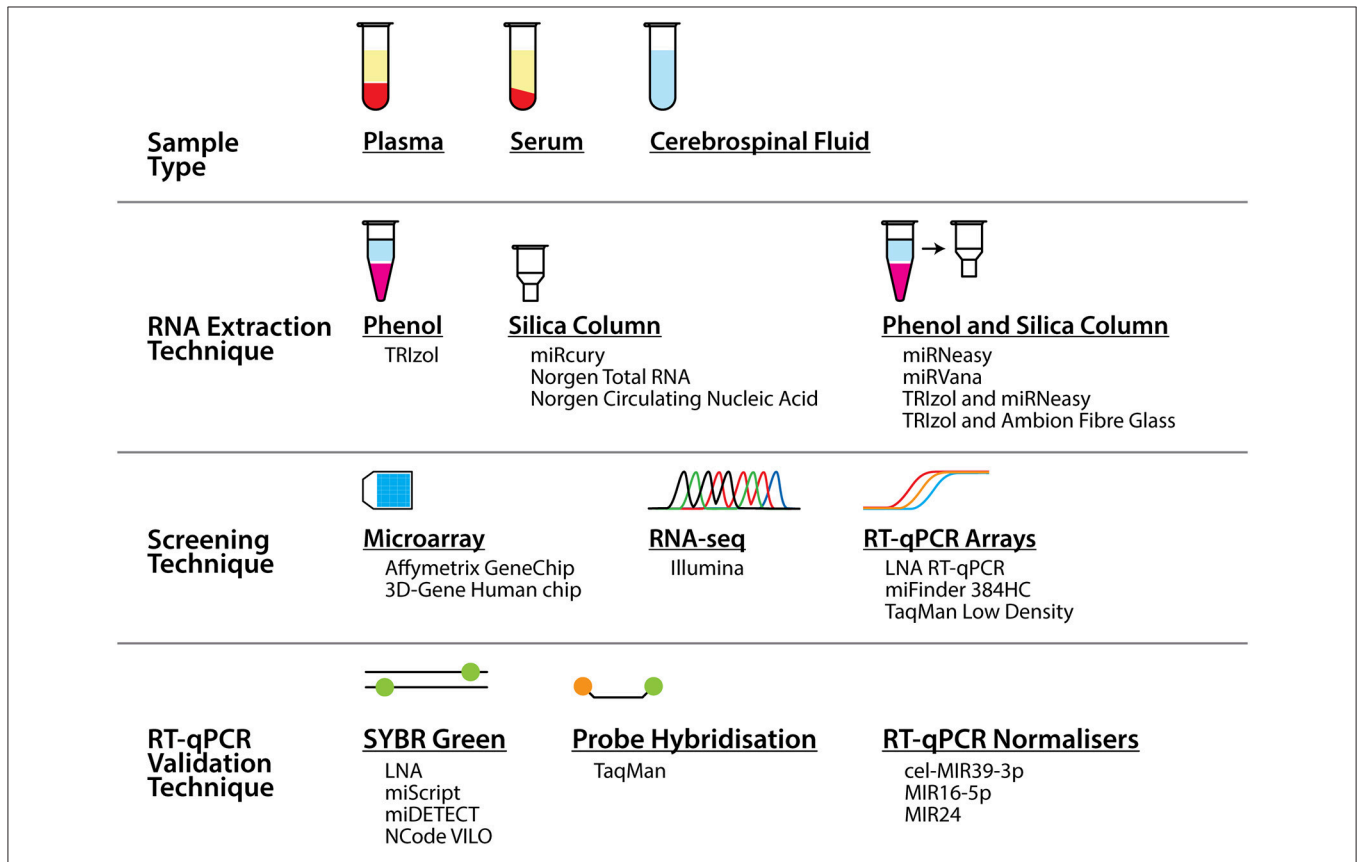 Sample
Type
Plasma
Serum
Cerebrospinal Fluid
RNA Extraction
Technique
Phenol
TRIzol
Silica Column
miRcury
Norgen Total RNA
Norgen Circulating Nucleic Acid
Phenol and Silica Column
miRNeasy
miRVana
TRIzol and miRNeasy
TRIzol and Ambion Fibre Glass
Screening
Technique
Microarray
Affymetrix GeneChip
3D-Gene Human chip
RNA-seq
Illumina
RT-qPCR Arrays
LNA RT-qPCR
miFinder 384HC
TaqMan Low Density
RT-qPCR
Validation
Technique
SYBR Green
LNA
miScript
miDETECT
NCode VILO
Probe Hybridisation
TaqMan
RT-qPCR Normalisers
cel-MIR39-3p
MIR16-5p
MIR24